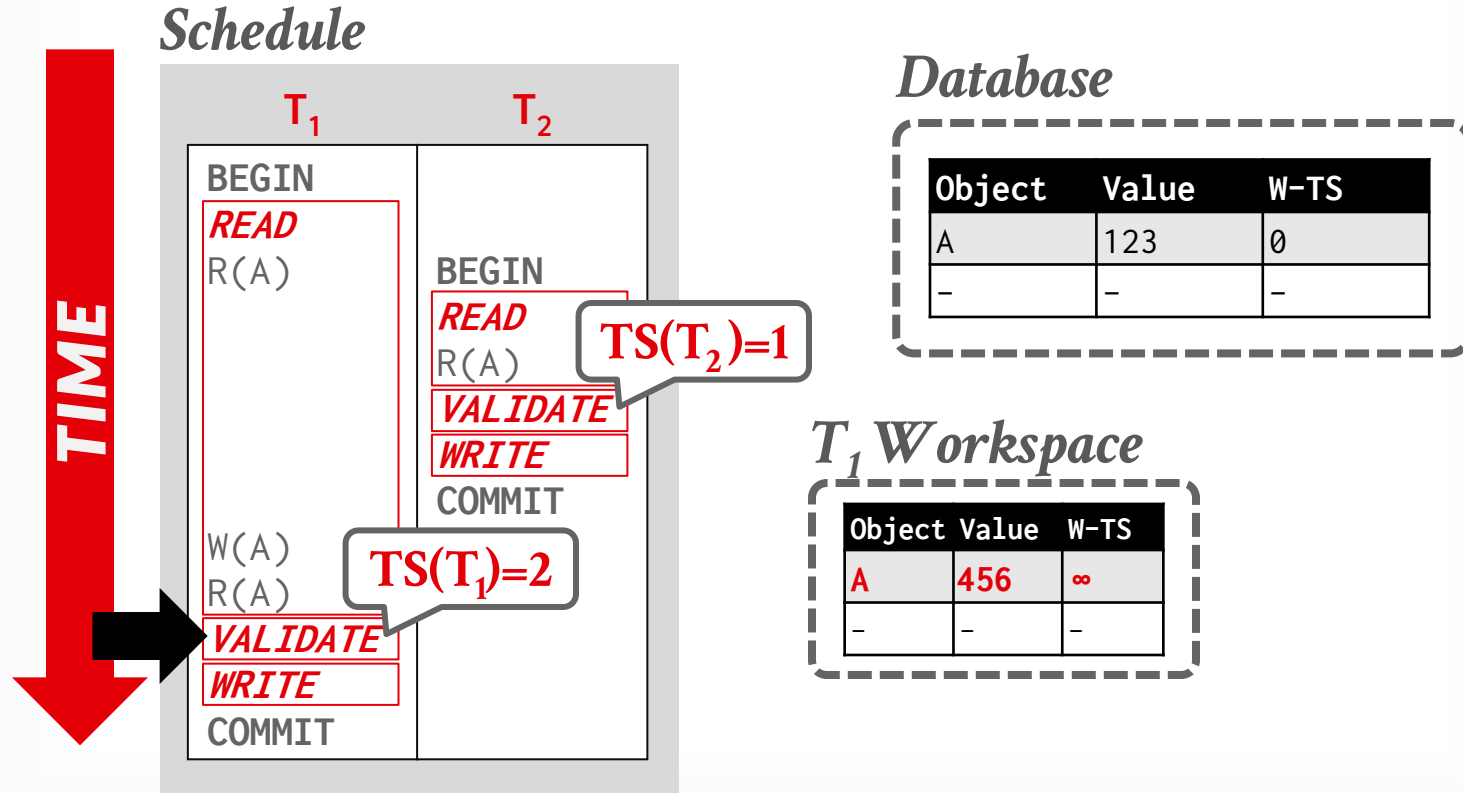 Schedule
TIME
T₁ T₂
BEGIN
READ
R(A) BEGIN
READ
R(A)
TS(T₂)=1
VALIDATE
WRITE
COMMIT
W(A)
R(A)
TS(T₁)=2
VALIDATE
WRITE
COMMIT
Database
Object Value W-TS
A 123 0
- - -
T₁ Workspace
Object Value W-TS
A 456 ∞
- - -